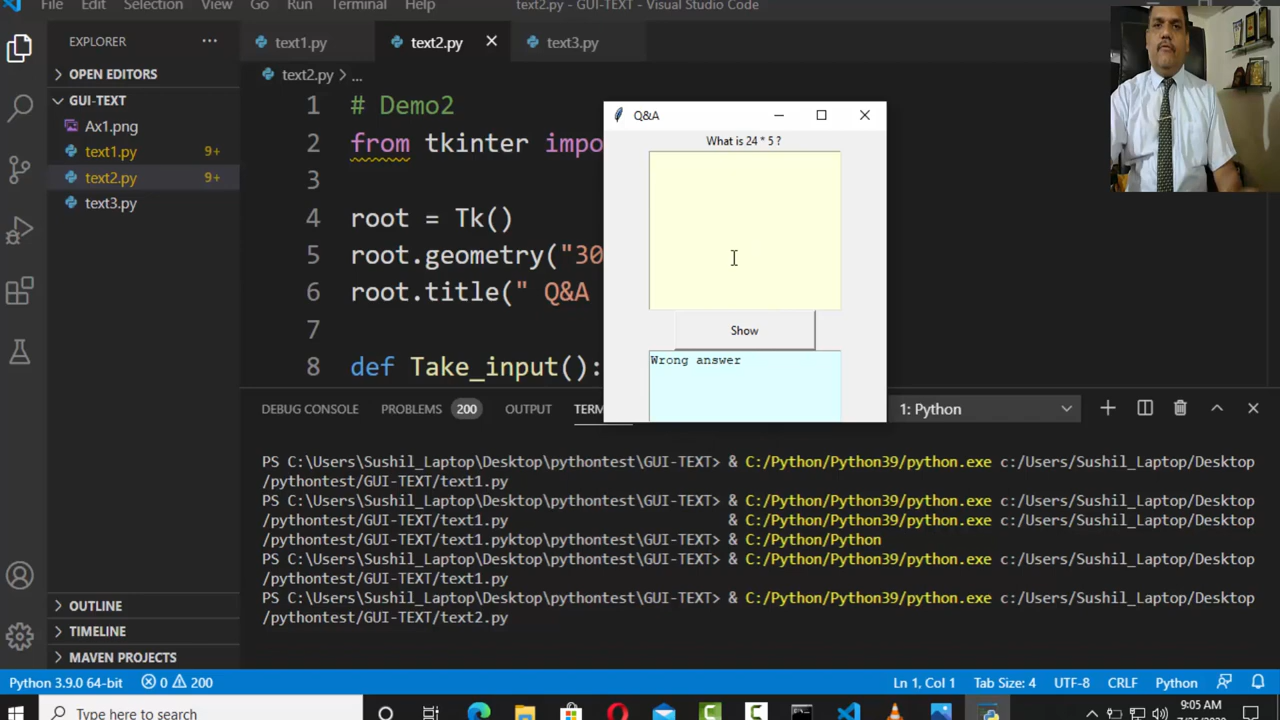 File Edit Selection View Go Run Terminal Help text2.py - GUI-TEXT - Visual Studio Code
EXPLORER
text1.py text2.py text3.py
OPEN EDITORS
GUI-TEXT
Ax1.png
text1.py 9+
text2.py 9+
text3.py
OUTLINE
TIMELINE
MAVEN PROJECTS
text2.py > ...
1 # Demo2
2 from tkinter impo
3
4 root = Tk()
5 root.geometry("30
6 root.title(" Q&A
7
8 def Take_input():
Q&A
What is 24 * 5 ?
Show
Wrong answer
DEBUG CONSOLE PROBLEMS 200 OUTPUT TERM 1: Python
PS C:\Users\Sushil_Laptop\Desktop\pythontest\GUI-TEXT> & C:/Python/Python39/python.exe c:/Users/Sushil_Laptop/Desktop
/pythontest/GUI-TEXT/text1.py
PS C:\Users\Sushil_Laptop\Desktop\pythontest\GUI-TEXT> & C:/Python/Python39/python.exe c:/Users/Sushil_Laptop/Desktop
/pythontest/GUI-TEXT/text1.py & C:/Python/Python39/python.exe c:/Users/Sushil_Laptop/Desktop
/pythontest/GUI-TEXT/text1.pyktop\pythontest\GUI-TEXT> & C:/Python/Python
PS C:\Users\Sushil_Laptop\Desktop\pythontest\GUI-TEXT> & C:/Python/Python39/python.exe c:/Users/Sushil_Laptop/Desktop
/pythontest/GUI-TEXT/text1.py
PS C:\Users\Sushil_Laptop\Desktop\pythontest\GUI-TEXT> & C:/Python/Python39/python.exe c:/Users/Sushil_Laptop/Desktop
/pythontest/GUI-TEXT/text2.py
Python 3.9.0 64-bit 0 200 Ln 1, Col 1 Tab Size: 4 UTF-8 CRLF Python
Type here to search 9:05 AM